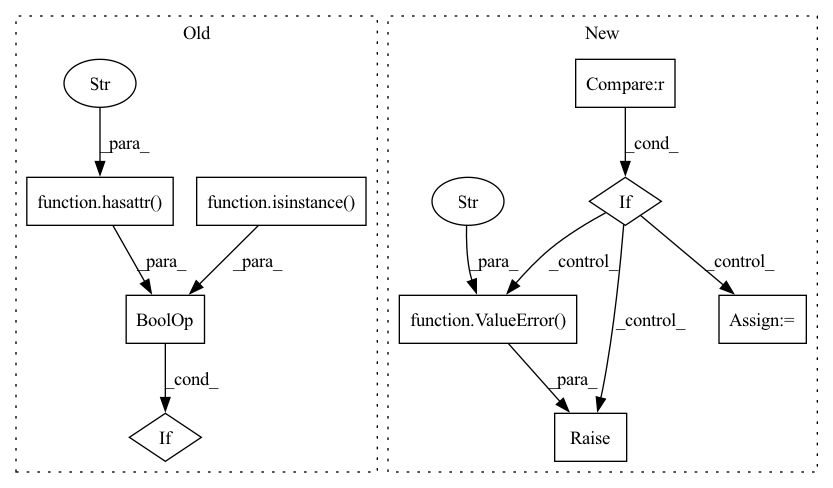 Old
New
Str
Compare:r
_para_
_cond_
function.hasattr()
function.isinstance()
Str
If
_para_
_para_
_para_
_control_
_control_
BoolOp
function.ValueError()
_control_
Assign:=
_cond_
_para_
If
Raise